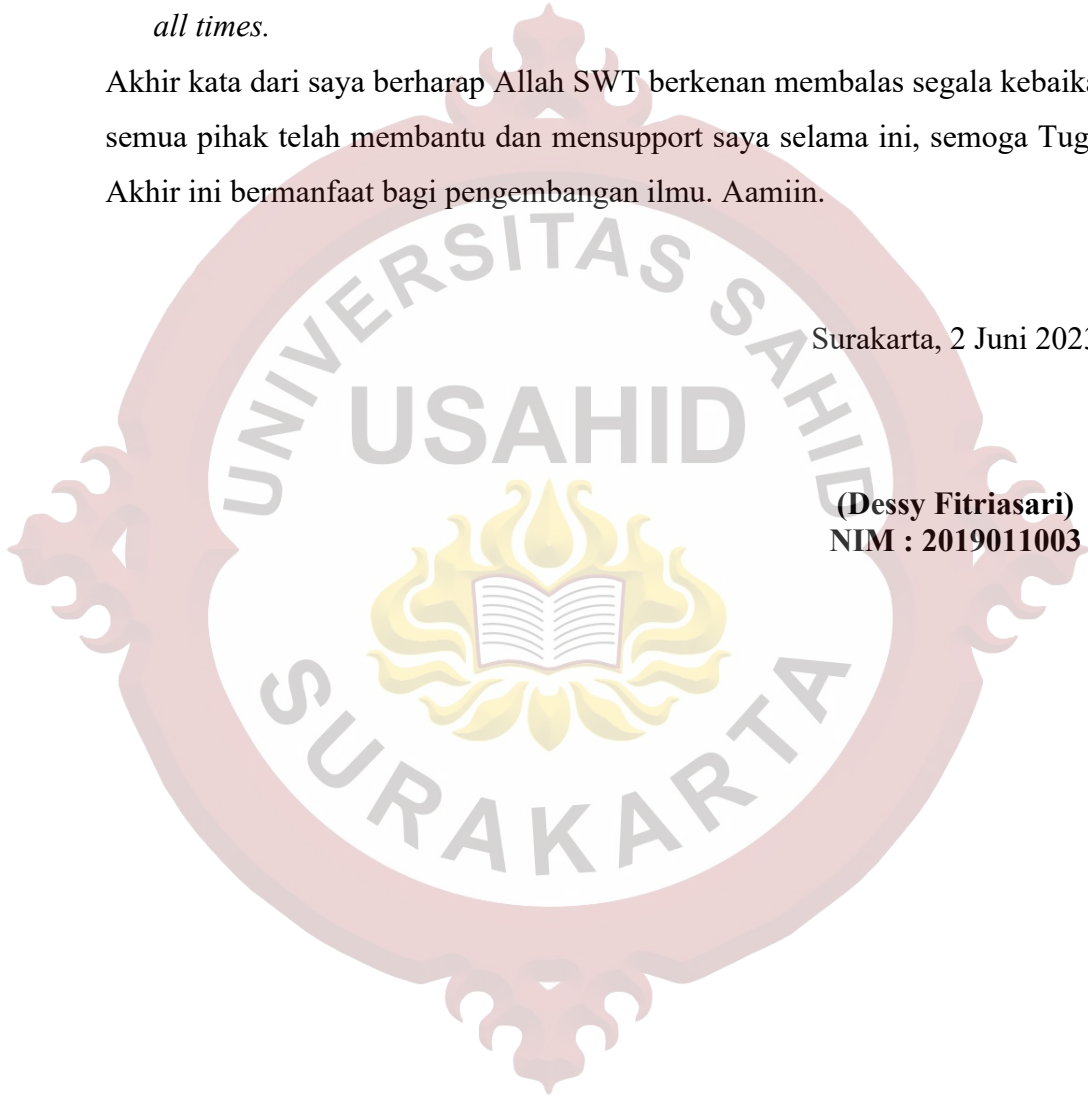 all times.
Akhir kata dari saya berharap Allah SWT berkenan membalas segala kebaika
semua pihak telah membantu dan mensupport saya selama ini, semoga Tug
Akhir ini bermanfaat bagi pengembangan ilmu. Aamiin.
UNIVERSITAS SAHID
Surakarta, 2 Juni 2023
USAHID
(Dessy Fitriasari)
NIM : 2019011003
SURAKARTA